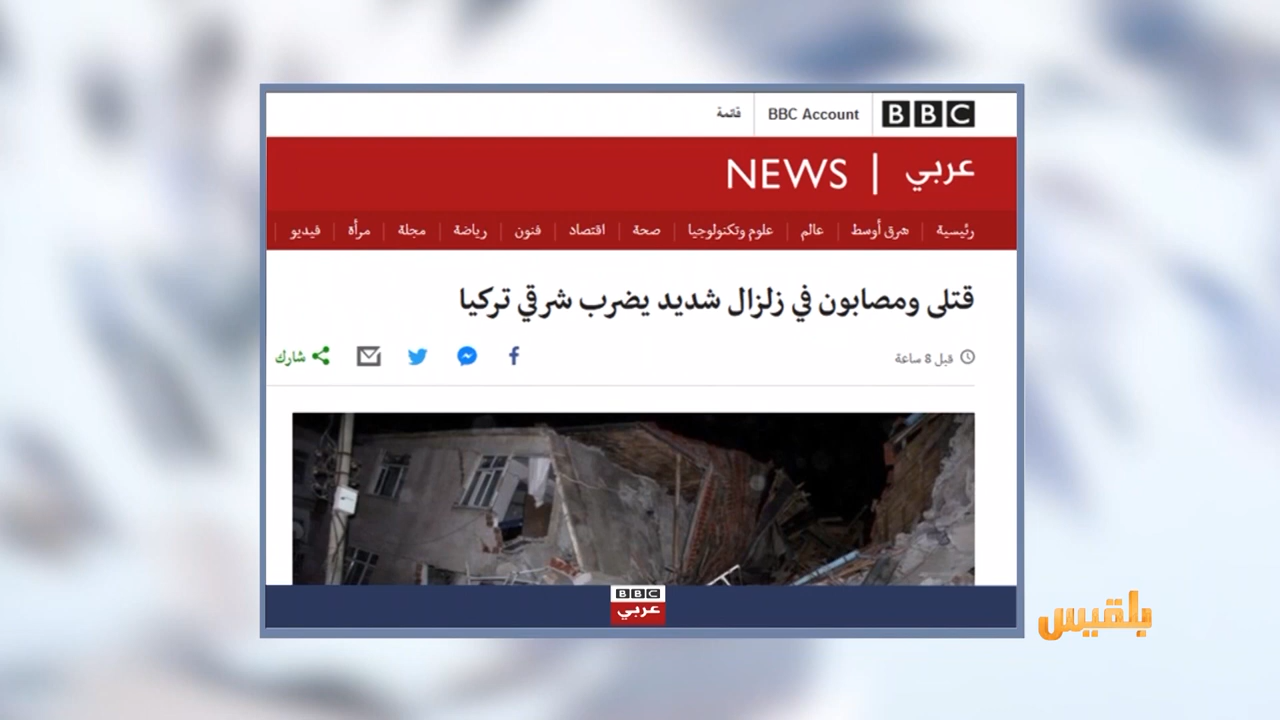 BBC BBC Account قائمة
عربي | NEWS
رئيسية شرق أوسط عالم علوم وتكنولوجيا صحة اقتصاد فنون رياضة مجلة مرأة فيديو
قتلى ومصابون في زلزال شديد يضرب شرقي تركيا
قبل 8 ساعة شارك
BBC
عربي
بلقيس